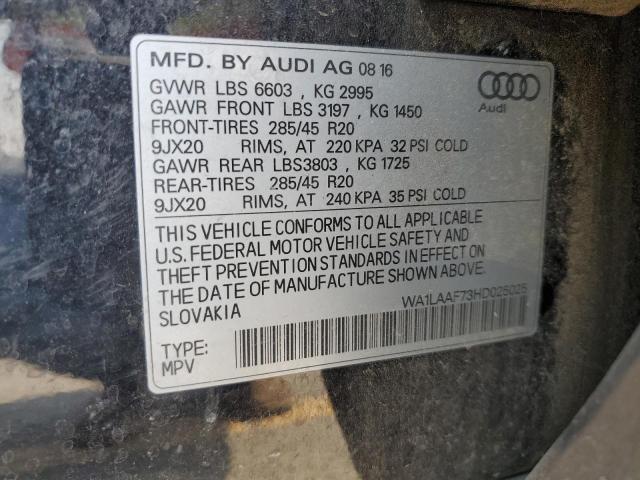 MFD. BY AUDI AG 08 16
GVWR LBS 6603 , KG 2995
GAWR FRONT LBS 3197 , KG 1450
FRONT-TIRES 285/45 R20
9JX20 RIMS, AT 220 KPA 32 PSI COLD
GAWR REAR LBS3803 , KG 1725
REAR-TIRES 285/45 R20
9JX20 RIMS, AT 240 KPA 35 PSI COLD
Audi
THIS VEHICLE CONFORMS TO ALL APPLICABLE
U.S. FEDERAL MOTOR VEHICLE SAFETY AND
THEFT PREVENTION STANDARDS IN EFFECT ON
THE DATE OF MANUFACTURE SHOWN ABOVE.
SLOVAKIA
WA1LAAF73HD025025
TYPE:
MPV